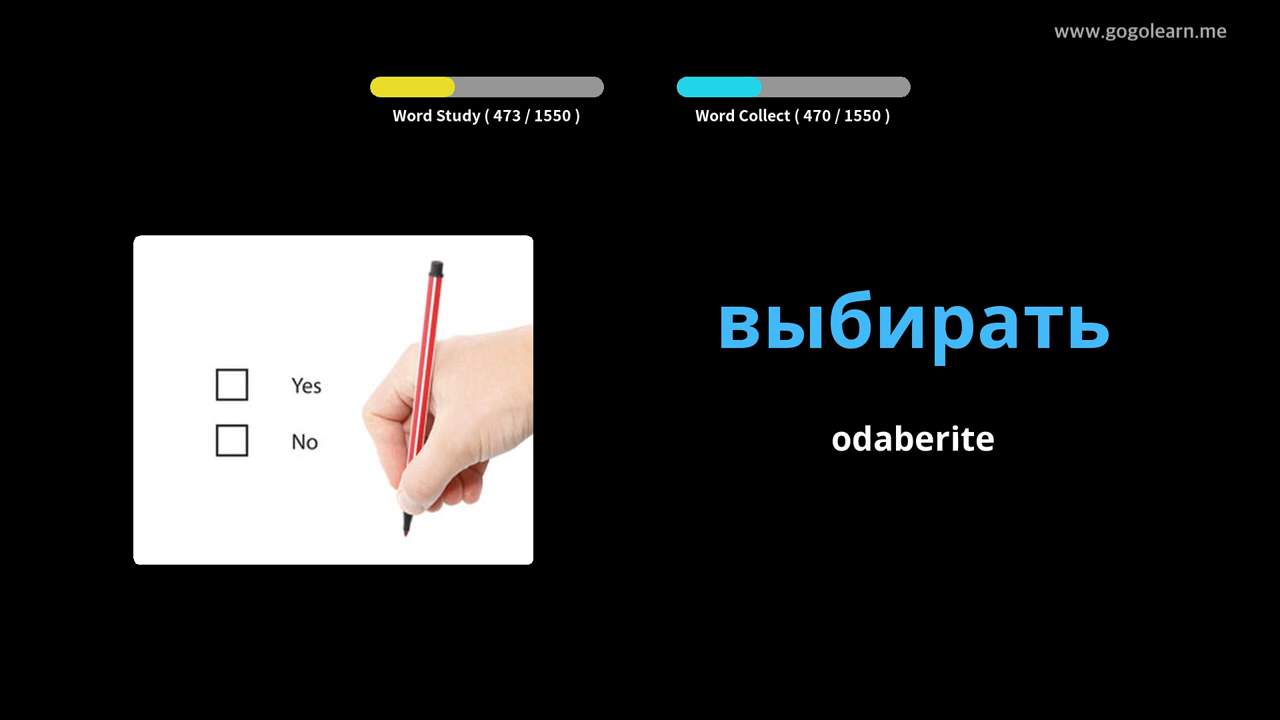 www.gogolearn.me
Word Study ( 473 / 1550 )
Word Collect ( 470 / 1550 )
Yes
No
выбирать
odaberite